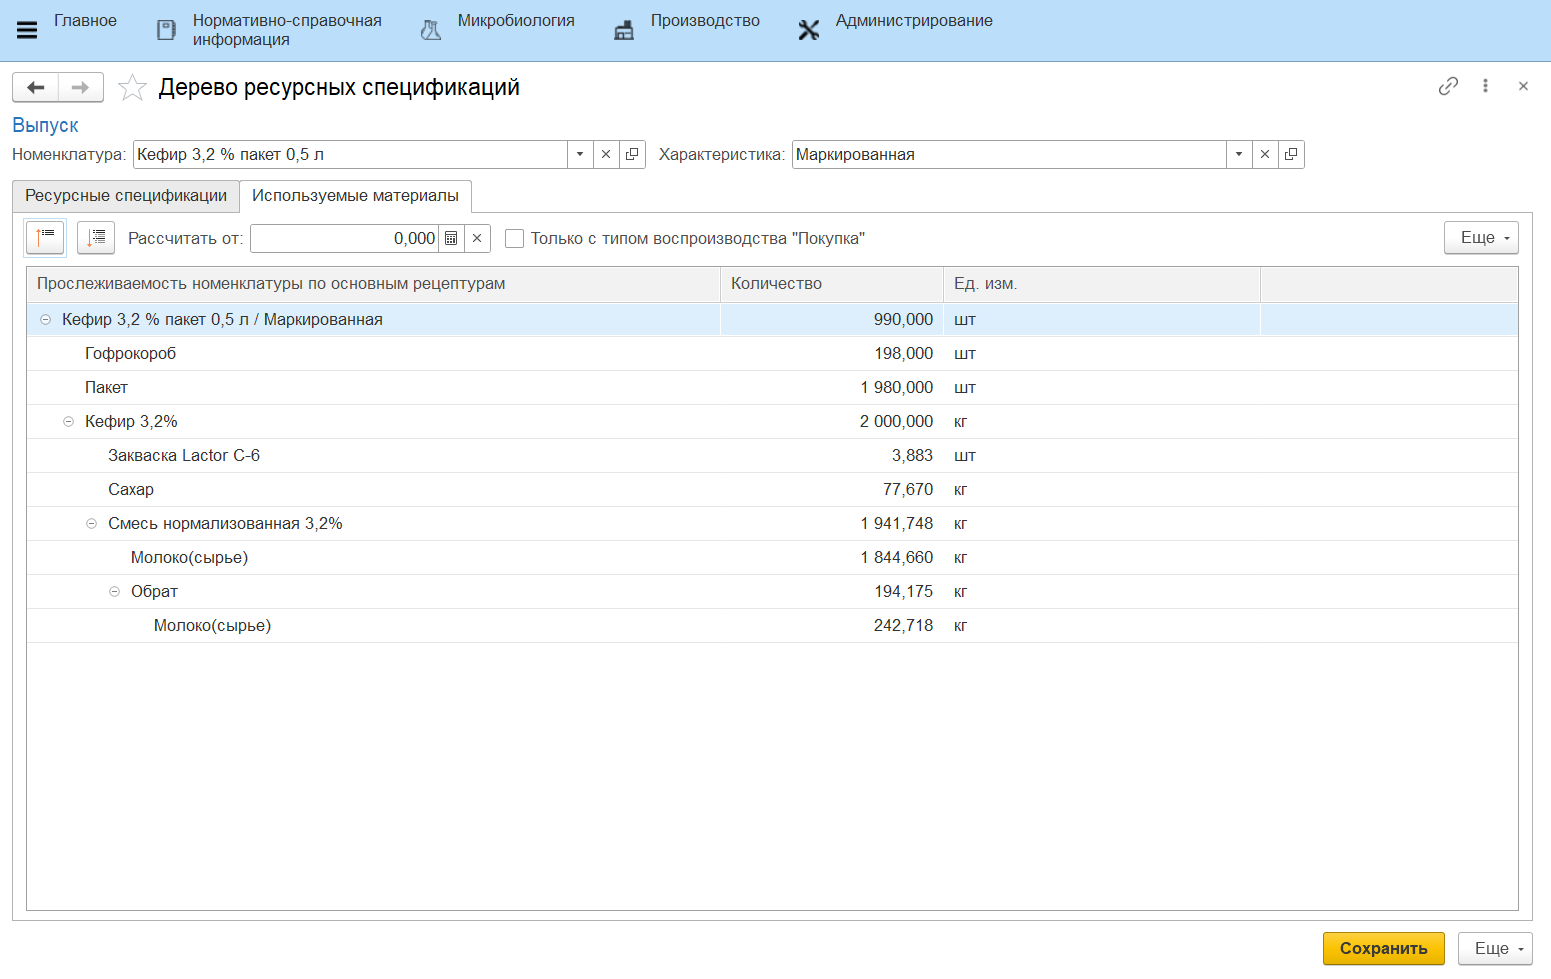 Главное
Нормативно-справочная
информация
Микробиология
Производство
Администрирование
Дерево ресурсных спецификаций
Выпуск
Номенклатура: Кефир 3,2 % пакет 0,5 л Характеристика: Маркированная
Ресурсные спецификации Используемые материалы
Рассчитать от: 0,000 Только с типом воспроизводства "Покупка" Еще
Прослеживаемость номенклатуры по основным рецептурам Количество Ед. изм.
Кефир 3,2 % пакет 0,5 л / Маркированная 990,000 шт
Гофрокороб 198,000 шт
Пакет 1 980,000 шт
Кефир 3,2% 2 000,000 кг
Закваска Lactor C-6 3,883 шт
Сахар 77,670 кг
Смесь нормализованная 3,2% 1 941,748 кг
Молоко(сырье) 1 844,660 кг
Обрат 194,175 кг
Молоко(сырье) 242,718 кг
Сохранить Еще